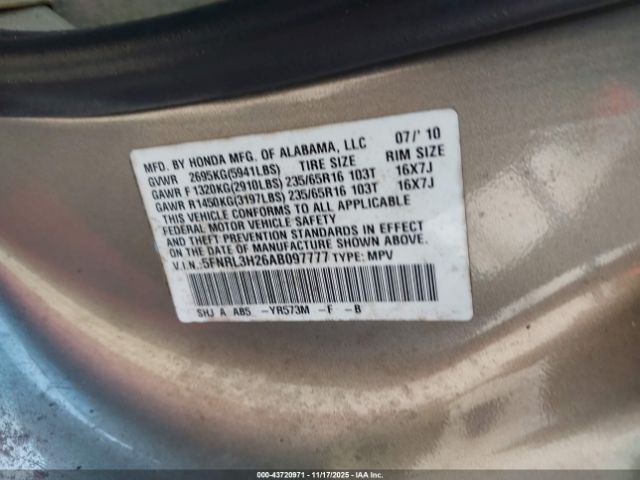 MFD. BY HONDA MFG. OF ALABAMA, LLC 07/'10
GVWR 2695KG(5941LBS) TIRE SIZE RIM SIZE
GAWR F 1320KG(2910LBS) 235/65R16 103T 16X7J
GAWR R1450KG(3197LBS) 235/65R16 103T 16X7J
THIS VEHICLE CONFORMS TO ALL APPLICABLE
FEDERAL MOTOR VEHICLE SAFETY
AND THEFT PREVENTION STANDARDS IN EFFECT
ON THE DATE OF MANUFACTURE SHOWN ABOVE.
V.I.N.: 5FNRL3H26AB097777 TYPE: MPV
SHJ A AB5 -YR573M -F -B
000-43720971 | 11/17/2025 | IAA Inc.